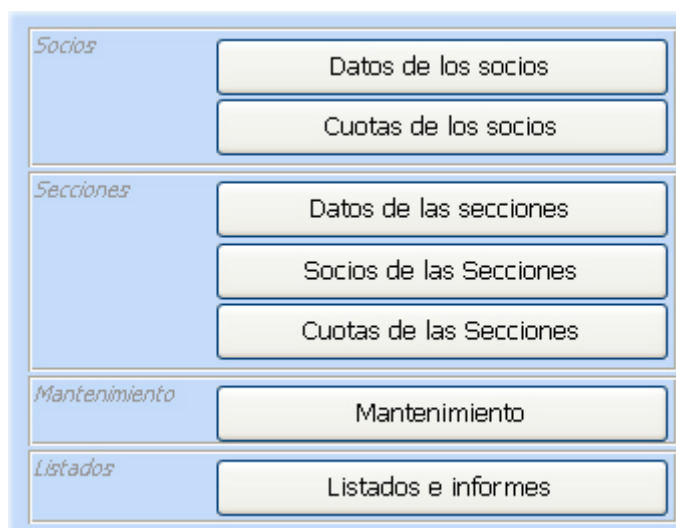 Socios
Datos de los socios
Cuotas de los socios
Secciones
Datos de las secciones
Socios de las Secciones
Cuotas de las Secciones
Mantenimiento
Mantenimiento
Listados
Listados e informes